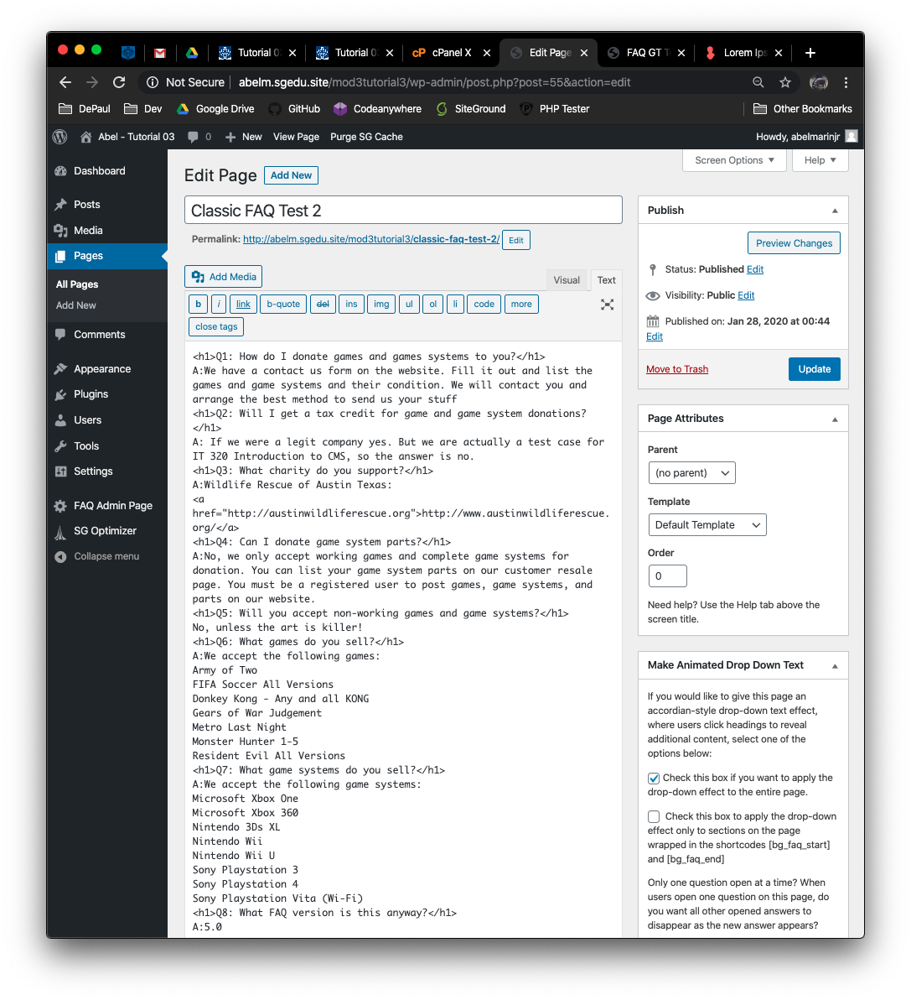 Tutorial 0
Tutorial 0
cP cPanel X
Edit Page
FAQ GT T
Lorem Ips
Not Secure
abelm.sgedu.site/mod3tutorial3/wp-admin/post.php?post=55&action=edit
DePaul
Dev
Google Drive
GitHub
Codeanywhere
SiteGround
PHP Tester
Other Bookmarks
Abel - Tutorial 03
0
New
View Page
Purge SG Cache
Howdy, abelmarinjr
Dashboard
Posts
Media
Pages
All Pages
Add New
Comments
Appearance
Plugins
Users
Tools
Settings
FAQ Admin Page
SG Optimizer
Collapse menu
Screen Options
Help
Edit Page
Add New
Classic FAQ Test 2
Permalink: http://abelm.sgedu.site/mod3tutorial3/classic-faq-test-2/ Edit
Add Media
Visual
Text
b
i
link
b-quote
del
ins
img
ul
ol
li
code
more
close tags
<h1>Q1: How do I donate games and games systems to you?</h1>
A:We have a contact us form on the website. Fill it out and list the
games and game systems and their condition. We will contact you and
arrange the best method to send us your stuff
<h1>Q2: Will I get a tax credit for game and game system donations?
</h1>
A: If we were a legit company yes. But we are actually a test case for
IT 320 Introduction to CMS, so the answer is no.
<h1>Q3: What charity do you support?</h1>
A:Wildlife Rescue of Austin Texas:
<a
href="http://austinwildliferescue.org">http://www.austinwildliferescue.
org/</a>
<h1>Q4: Can I donate game system parts?</h1>
A:No, we only accept working games and complete game systems for
donation. You can list your game system parts on our customer resale
page. You must be a registered user to post games, game systems, and
parts on our website.
<h1>Q5: Will you accept non-working games and game systems?</h1>
No, unless the art is killer!
<h1>Q6: What games do you sell?</h1>
A:We accept the following games:
Army of Two
FIFA Soccer All Versions
Donkey Kong - Any and all KONG
Gears of War Judgement
Metro Last Night
Monster Hunter 1-5
Resident Evil All Versions
<h1>Q7: What game systems do you sell?</h1>
A:We accept the following game systems:
Microsoft Xbox One
Microsoft Xbox 360
Nintendo 3Ds XL
Nintendo Wii
Nintendo Wii U
Sony Playstation 3
Sony Playstation 4
Sony Playstation Vita (Wi-Fi)
<h1>Q8: What FAQ version is this anyway?</h1>
A:5.0
Publish
Preview Changes
Status: Published Edit
Visibility: Public Edit
Published on: Jan 28, 2020 at 00:44
Edit
Move to Trash
Update
Page Attributes
Parent
(no parent)
Template
Default Template
Order
0
Need help? Use the Help tab above the
screen title.
Make Animated Drop Down Text
If you would like to give this page an
accordian-style drop-down text effect,
where users click headings to reveal
additional content, select one of the
options below:
Check this box if you want to apply the
drop-down effect to the entire page.
Check this box to apply the drop-down
effect only to sections on the page
wrapped in the shortcodes [bg_faq_start]
and [bg_faq_end]
Only one question open at a time? When
users open one question on this page, do
you want all other opened answers to
disappear as the new answer appears?